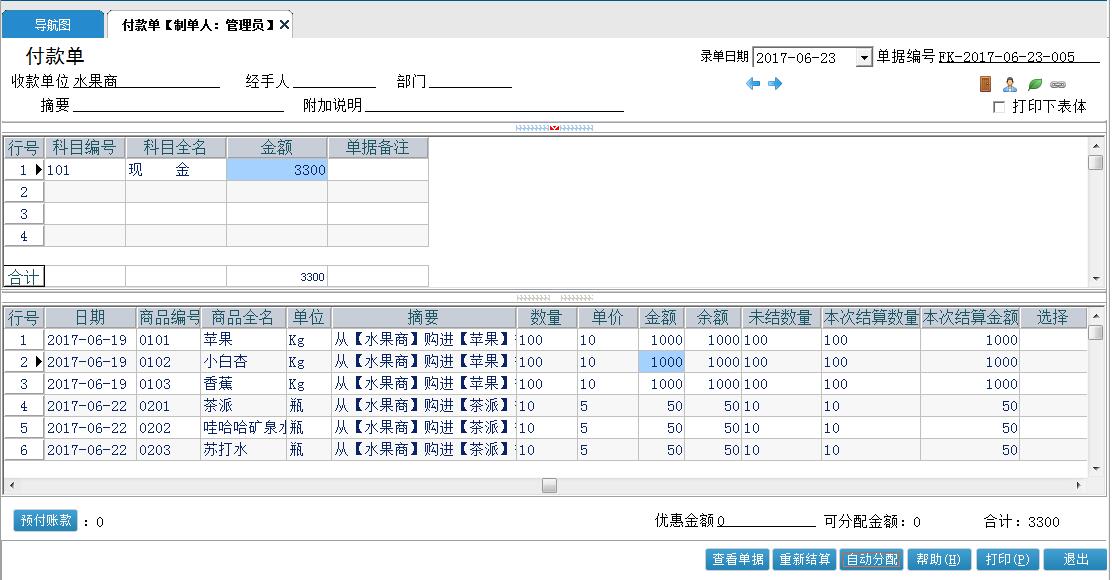 导航图 付款单【制单人：管理员】
付款单 录单日期 2017-06-23 单据编号 FK-2017-06-23-005
收款单位 水果商 经手人 部门
摘要 附加说明 打印下表体
行号 科目编号 科目全名 金额 单据备注
1 101 现 金 3300
2
3
4
合计 3300
行号 日期 商品编号 商品全名 单位 摘要 数量 单价 金额 余额 未结数量 本次结算数量 本次结算金额 选择
1 2017-06-19 0101 苹果 Kg 从【水果商】购进【苹果】 100 10 1000 1000 100 100 1000
2 2017-06-19 0102 小白杏 Kg 从【水果商】购进【苹果】 100 10 1000 1000 100 100 1000
3 2017-06-19 0103 香蕉 Kg 从【水果商】购进【苹果】 100 10 1000 1000 100 100 1000
4 2017-06-22 0201 茶派 瓶 从【水果商】购进【茶派】 10 5 50 50 10 10 50
5 2017-06-22 0202 哇哈哈矿泉水 瓶 从【水果商】购进【茶派】 10 5 50 50 10 10 50
6 2017-06-22 0203 苏打水 瓶 从【水果商】购进【茶派】 10 5 50 50 10 10 50
预付账款 ：0 优惠金额 0 可分配金额：0 合计：3300
查看单据 重新结算 自动分配 帮助(H) 打印(P) 退出